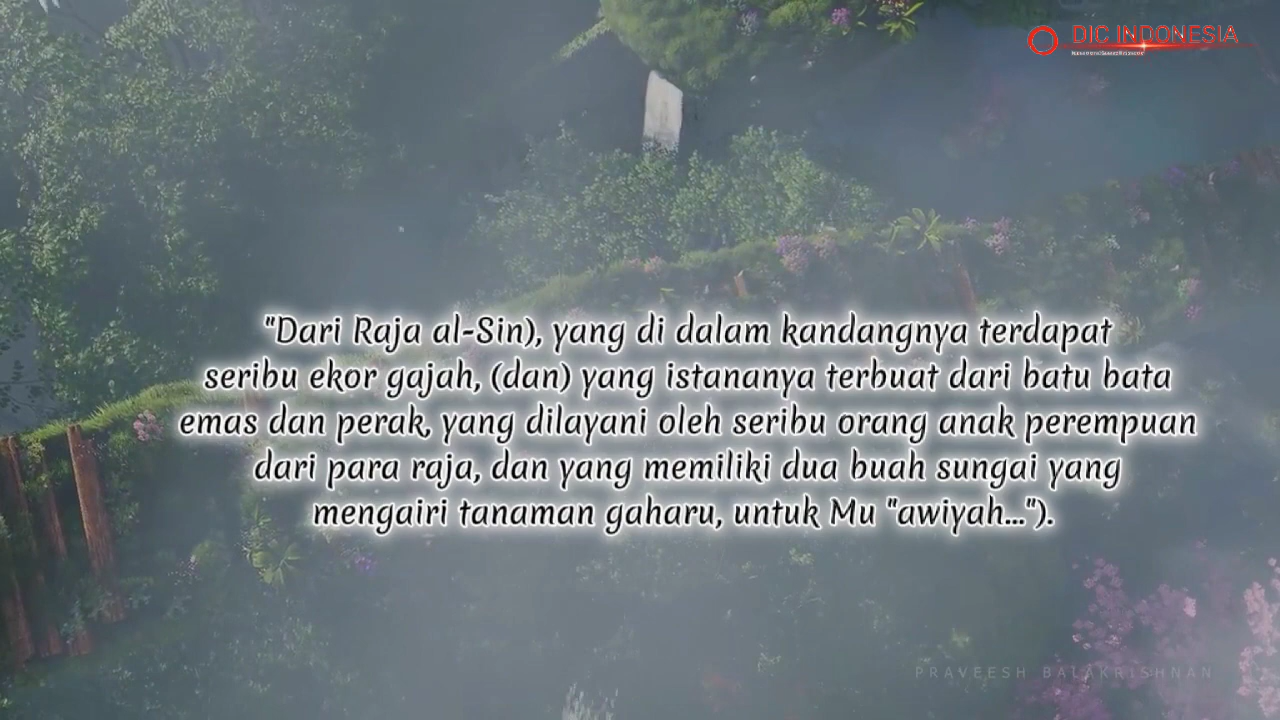 DIC INDONESIA
"Dari Raja al-Sin), yang di dalam kandangnya terdapat
seribu ekor gajah, (dan) yang istananya terbuat dari batu bata
emas dan perak, yang dilayani oleh seribu orang anak perempuan
dari para raja, dan yang memiliki dua buah sungai yang
mengairi tanaman gaharu, untuk Mu "awiyah...").
PRAVEESH BALAKRISHNAN